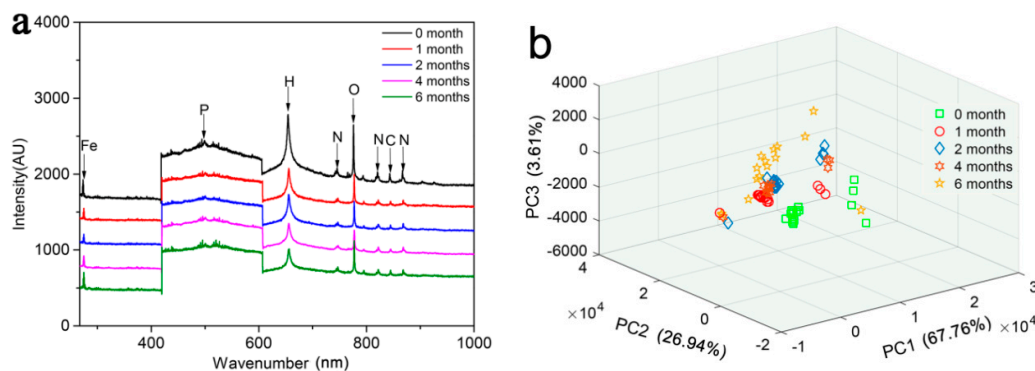 a
4000
3000
2000
1000
0
Intensity(AU)
400
600
800
1000
Wavenumber (nm)
0 month
1 month
2 months
4 months
6 months
Fe
P
H
N
O
N
C
N
b
4000
2000
0
-2000
-4000
-6000
PC3 (3.61%)
4
2
0
-2
×10⁴
PC2 (26.94%)
-1
0
1
2
3
×10⁴
PC1 (67.76%)
0 month
1 month
2 months
4 months
6 months